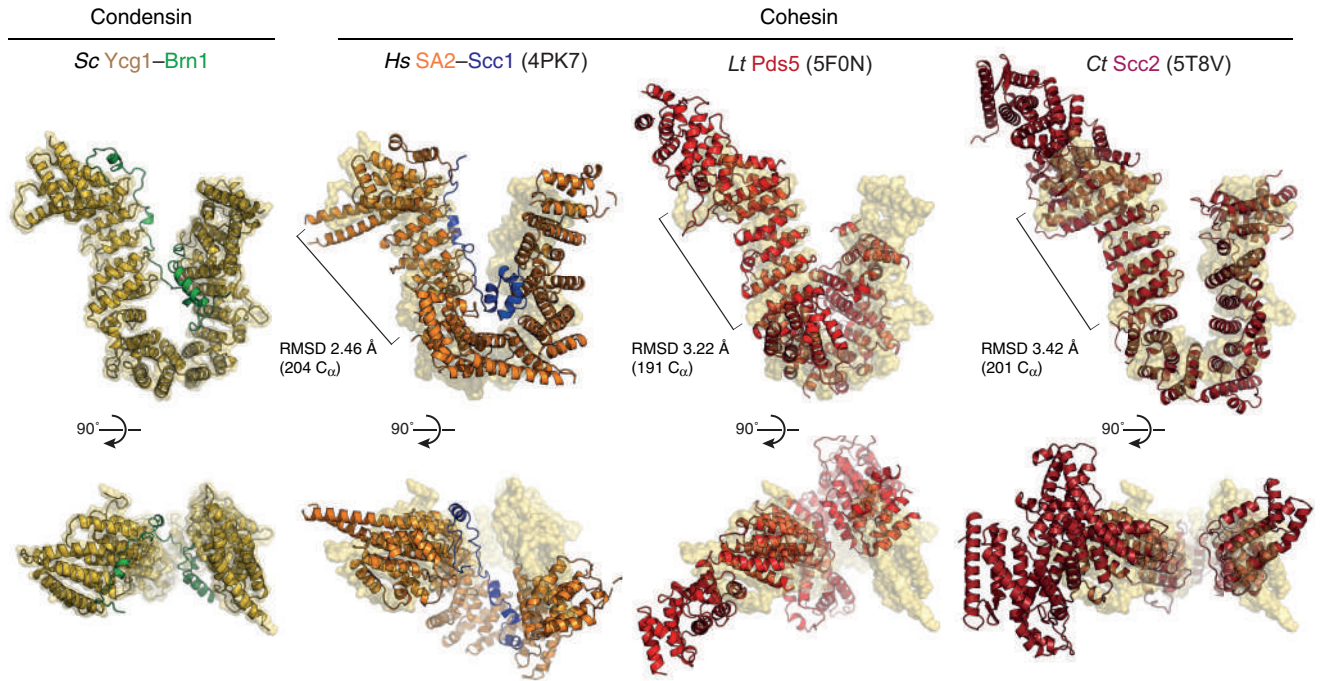 Condensin
Cohesin
Sc Ycg1–Brn1
Hs SA2–Scc1 (4PK7)
Lt Pds5 (5F0N)
Ct Scc2 (5T8V)
RMSD 2.46 Å
(204 Cα)
RMSD 3.22 Å
(191 Cα)
RMSD 3.42 Å
(201 Cα)
90°
90°
90°
90°